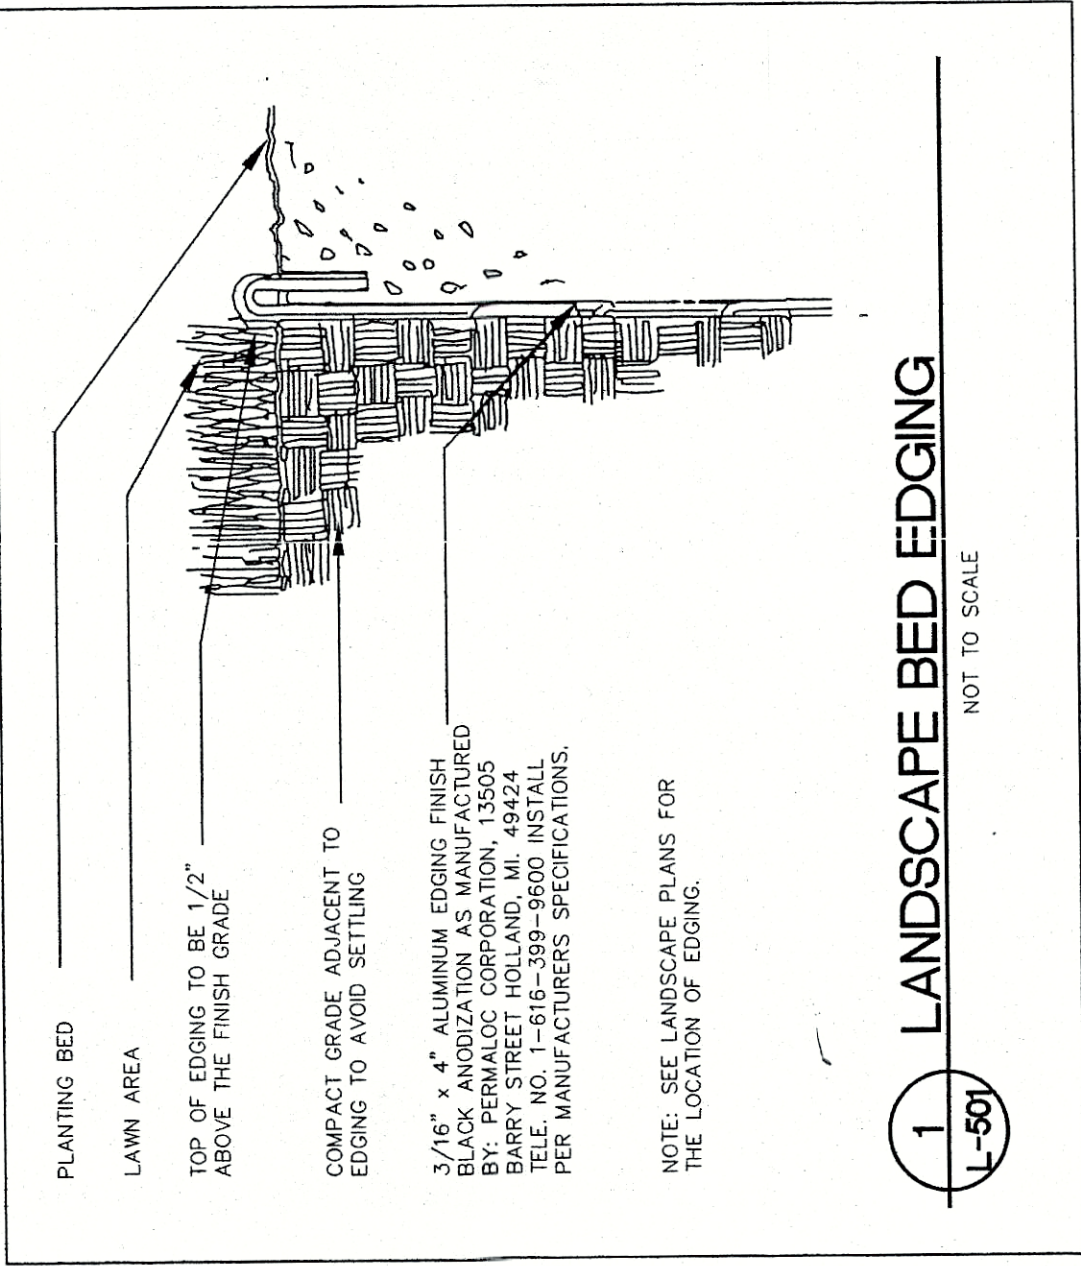 PLANTING BED
LAWN AREA
TOP OF EDGING TO BE 1/2"
ABOVE THE FINISH GRADE
COMPACT GRADE ADJACENT TO
EDGING TO AVOID SETTLING
3/16" x 4" ALUMINUM EDGING FINISH
BLACK ANODIZATION AS MANUFACTURED
BY: PERMALOC CORPORATION, 13505
BARRY STREET HOLLAND, MI. 49424
TELE. NO. 1-616-399-9600 INSTALL
PER MANUFACTURERS SPECIFICATIONS.
NOTE: SEE LANDSCAPE PLANS FOR
THE LOCATION OF EDGING.
1
L-501
LANDSCAPE BED EDGING
NOT TO SCALE